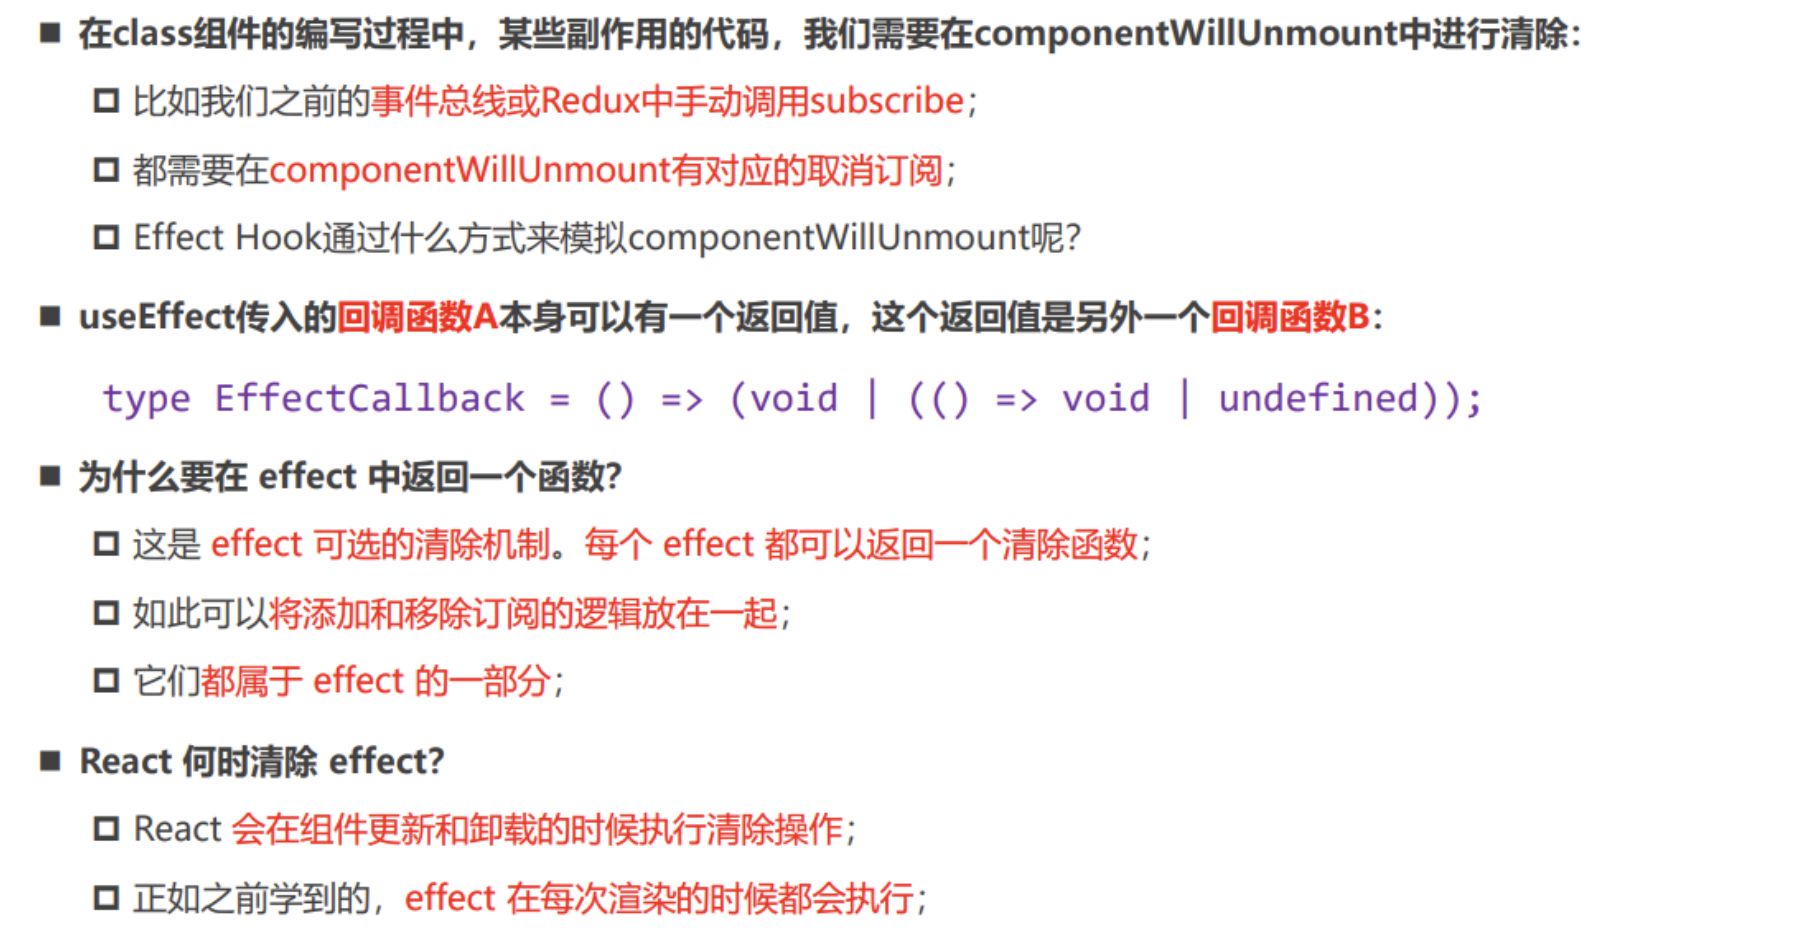 在class组件的编写过程中，某些副作用的代码，我们需要在componentWillUnmount中进行清除：
比如我们之前的事件总线或Redux中手动调用subscribe；
都需要在componentWillUnmount有对应的取消订阅；
Effect Hook通过什么方式来模拟componentWillUnmount呢？
useEffect传入的回调函数A本身可以有一个返回值，这个返回值是另外一个回调函数B：
type EffectCallback = () => (void | (() => void | undefined));
为什么要在 effect 中返回一个函数？
这是 effect 可选的清除机制。每个 effect 都可以返回一个清除函数；
如此可以将添加和移除订阅的逻辑放在一起；
它们都属于 effect 的一部分；
React 何时清除 effect？
React 会在组件更新和卸载的时候执行清除操作；
正如之前学到的，effect 在每次渲染的时候都会执行；